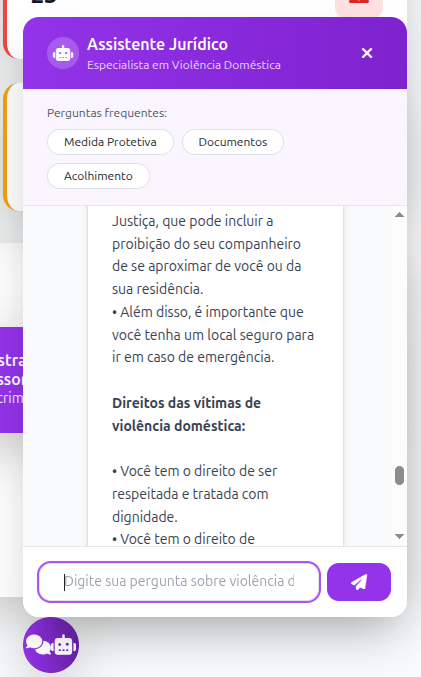 Assistente Jurídico
Especialista em Violência Doméstica
Perguntas frequentes:
Medida Protetiva
Documentos
Acolhimento
Justiça, que pode incluir a
proibição do seu companheiro
de se aproximar de você ou da
sua residência.
• Além disso, é importante que
você tenha um local seguro para
ir em caso de emergência.
Direitos das vítimas de
violência doméstica:
• Você tem o direito de ser
respeitada e tratada com
dignidade.
• Você tem o direito de
Digite sua pergunta sobre violência d